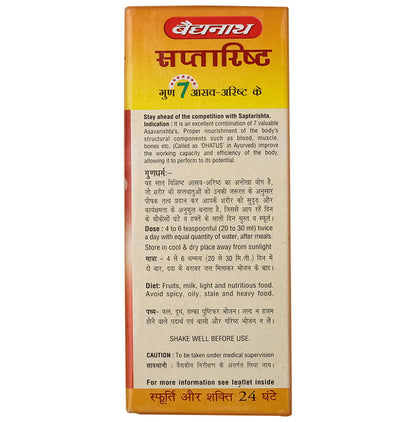 बैद्यनाथ
सप्तारिष्ट
गुण 7 आसव-अरिष्ट के
Stay ahead of the competition with Saptarishta.
Indication : It is an excellent combination of 7 valuable
Asavarishta's. Proper nourishment of the body's
structural components such as blood, muscle,
bones etc. (Called as 'DHATUS' in Ayurved) improve
the working capacity and efficiency of the body,
allowing it to perform to its potential.
गुणधर्म:-
यह सात विशिष्ट आसव-अरिष्ट का अनोखा योग है,
जो शरीर की सप्तधातुओं को उनकी जरूरत के अनुसार
पोषक तत्व प्रदान कर आपके शरीर को सुदृढ़ और
कार्यक्षमता के अनुकुल बनाता है, जिससे आप रहें दिन
के चौबीसों घंटे व हफ्ते के सातों दिन चुस्त व स्फूर्त।
Dose : 4 to 6 teaspoonful (20 to 30 ml) twice
a day with equal quantity of water, after meals.
Store in cool & dry place away from sunlight
मात्रा - 4 से 6 चम्मच (20 से 30 मि.ली.) दिन में
दो बार, दवा के बराबर जल मिलाकर भोजन के बाद।
Diet: Fruits, milk, light and nutritious food.
Avoid spicy, oily, stale and heavy food.
पथ्य- फल, दूध, हल्का पुष्टिकर भोजन। जल्द न हजम
होने वाले पदार्थ एवं बासी और गरिष्ट भोजन न लें।
SHAKE WELL BEFORE USE.
CAUTION : To be taken under medical supervision
सावधानी : वैद्यकीय निरीक्षण के अंतर्गत लिया जाय।
For more information see leaflet inside
स्फूर्ति और शक्ति 24 घंटे